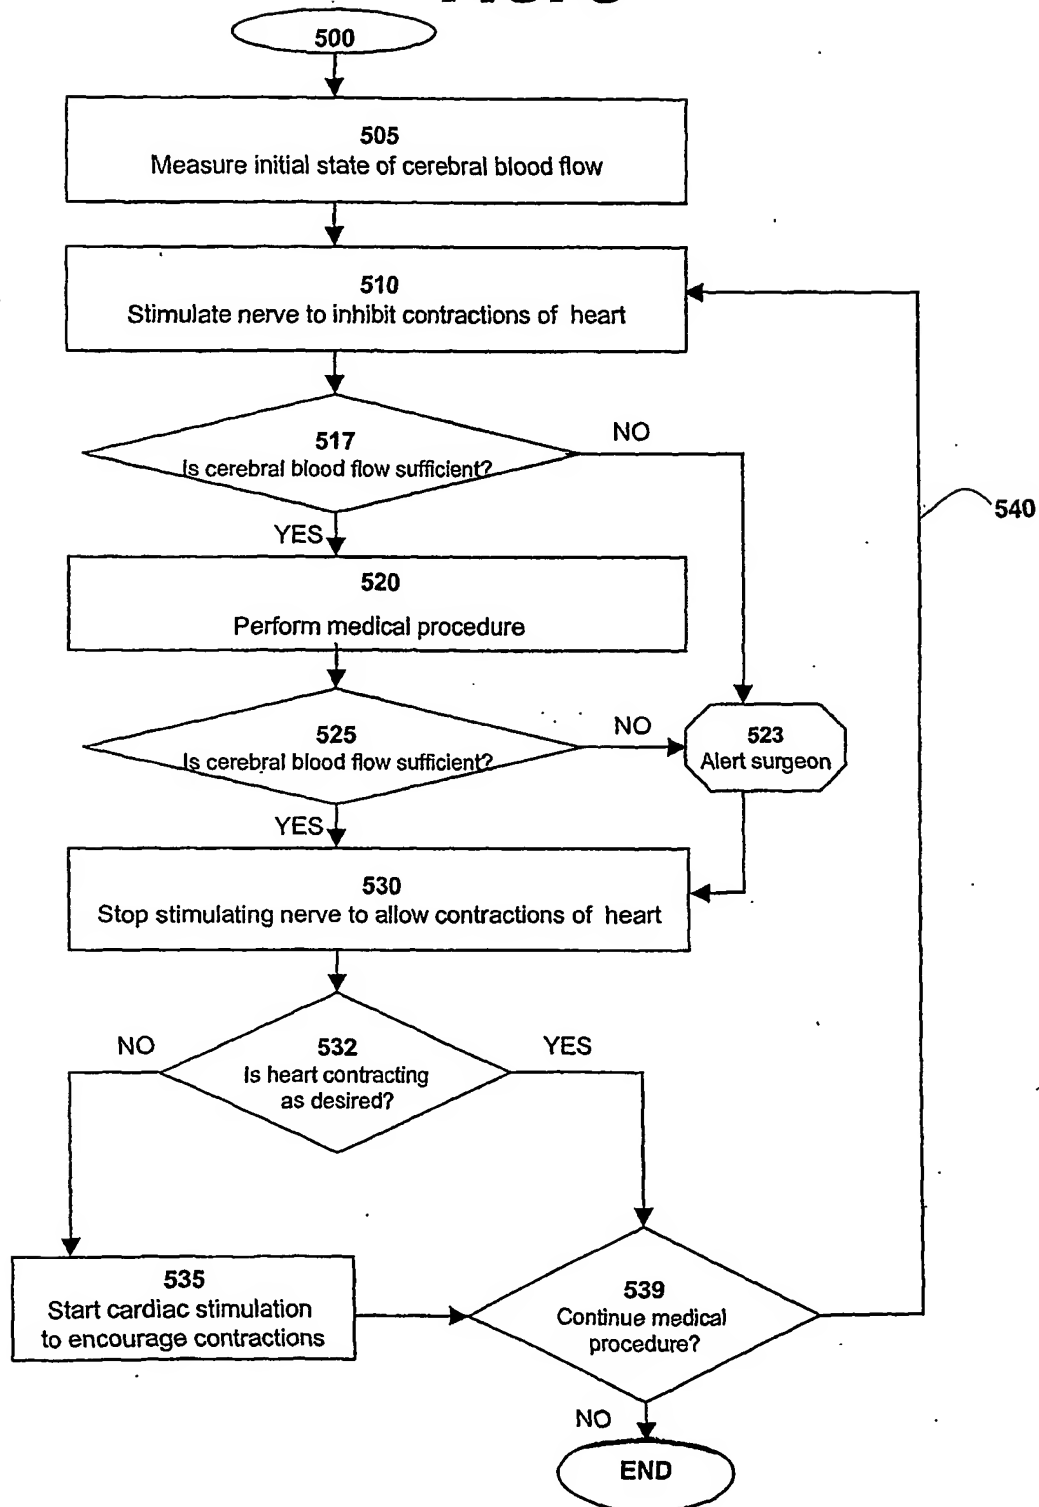 500
505
Measure initial state of cerebral blood flow
510
Stimulate nerve to inhibit contractions of heart
517
Is cerebral blood flow sufficient?
NO
540
YES
520
Perform medical procedure
525
Is cerebral blood flow sufficient?
NO
523
Alert surgeon
YES
530
Stop stimulating nerve to allow contractions of heart
NO
532
Is heart contracting
as desired?
YES
535
Start cardiac stimulation
to encourage contractions
539
Continue medical
procedure?
NO
END